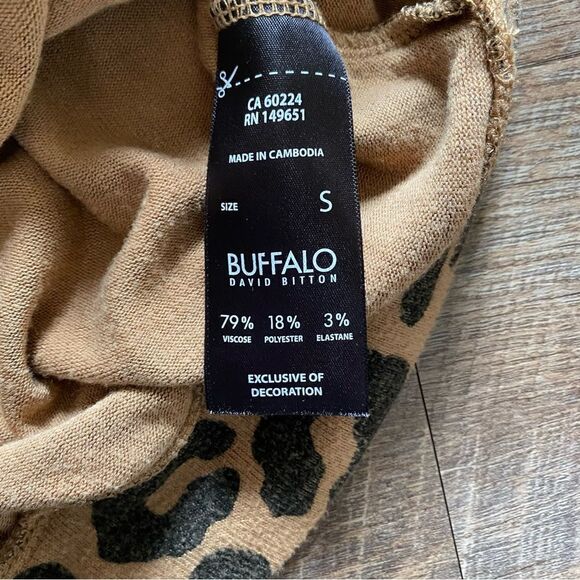 CA 60224
RN 149651
MADE IN CAMBODIA
SIZE S
BUFFALO
DAVID BITTON
79% 18% 3%
VISCOSE POLYESTER ELASTANE
EXCLUSIVE OF
DECORATION